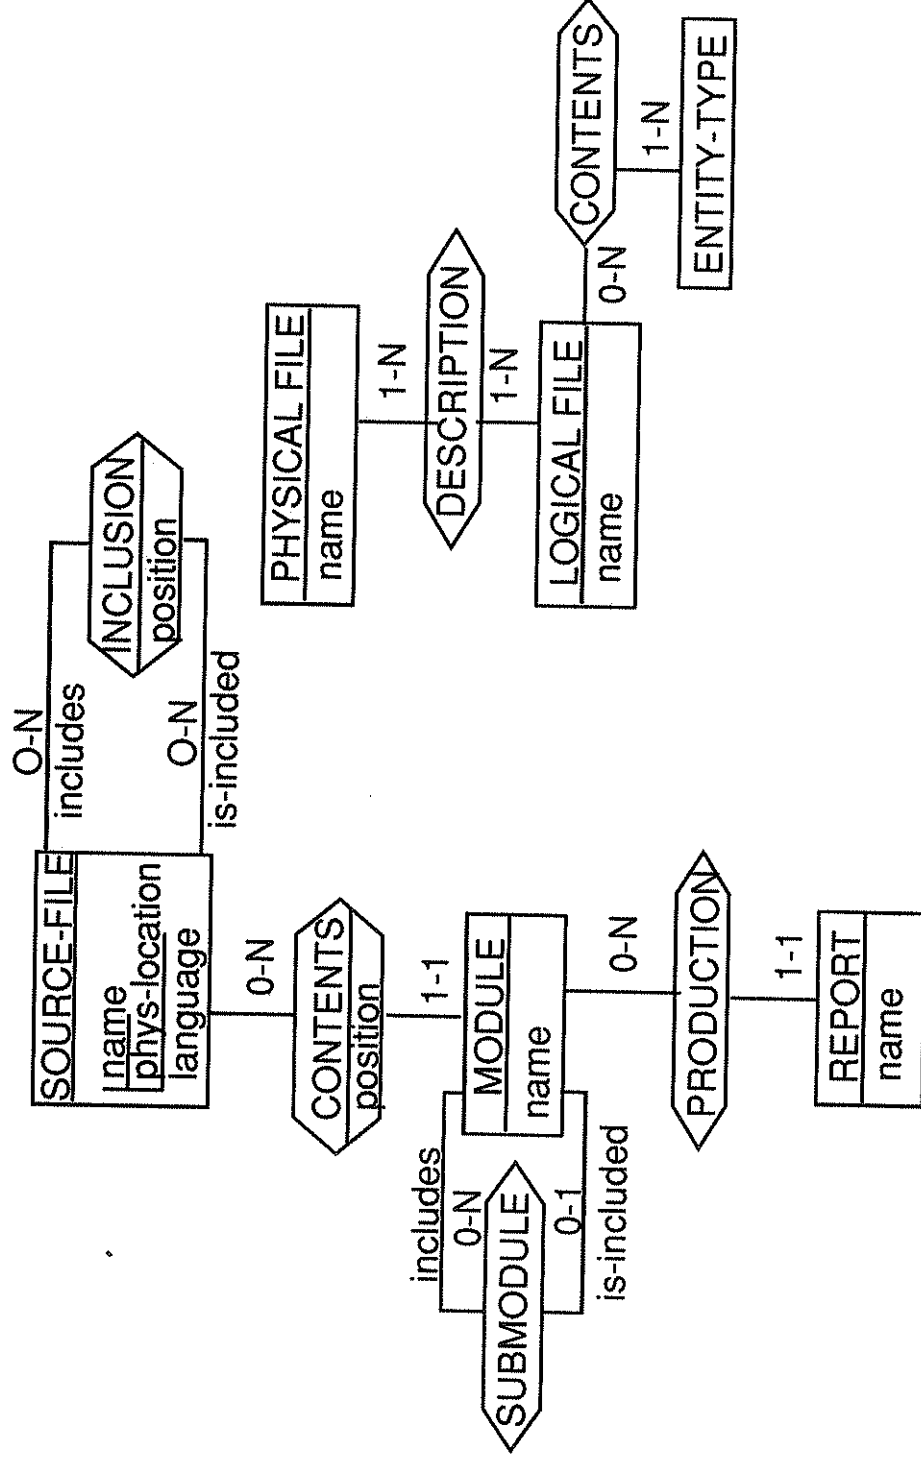 SOURCE-FILE
name
phys-location
language
O-N
includes
INCLUSION
position
O-N
is-included
0-N
CONTENTS
position
1-1
MODULE
name
includes
0-N
SUBMODULE
0-1
is-included
0-N
PRODUCTION
1-1
REPORT
name
PHYSICAL FILE
name
1-N
DESCRIPTION
1-N
LOGICAL FILE
name
0-N
CONTENTS
1-N
ENTITY-TYPE